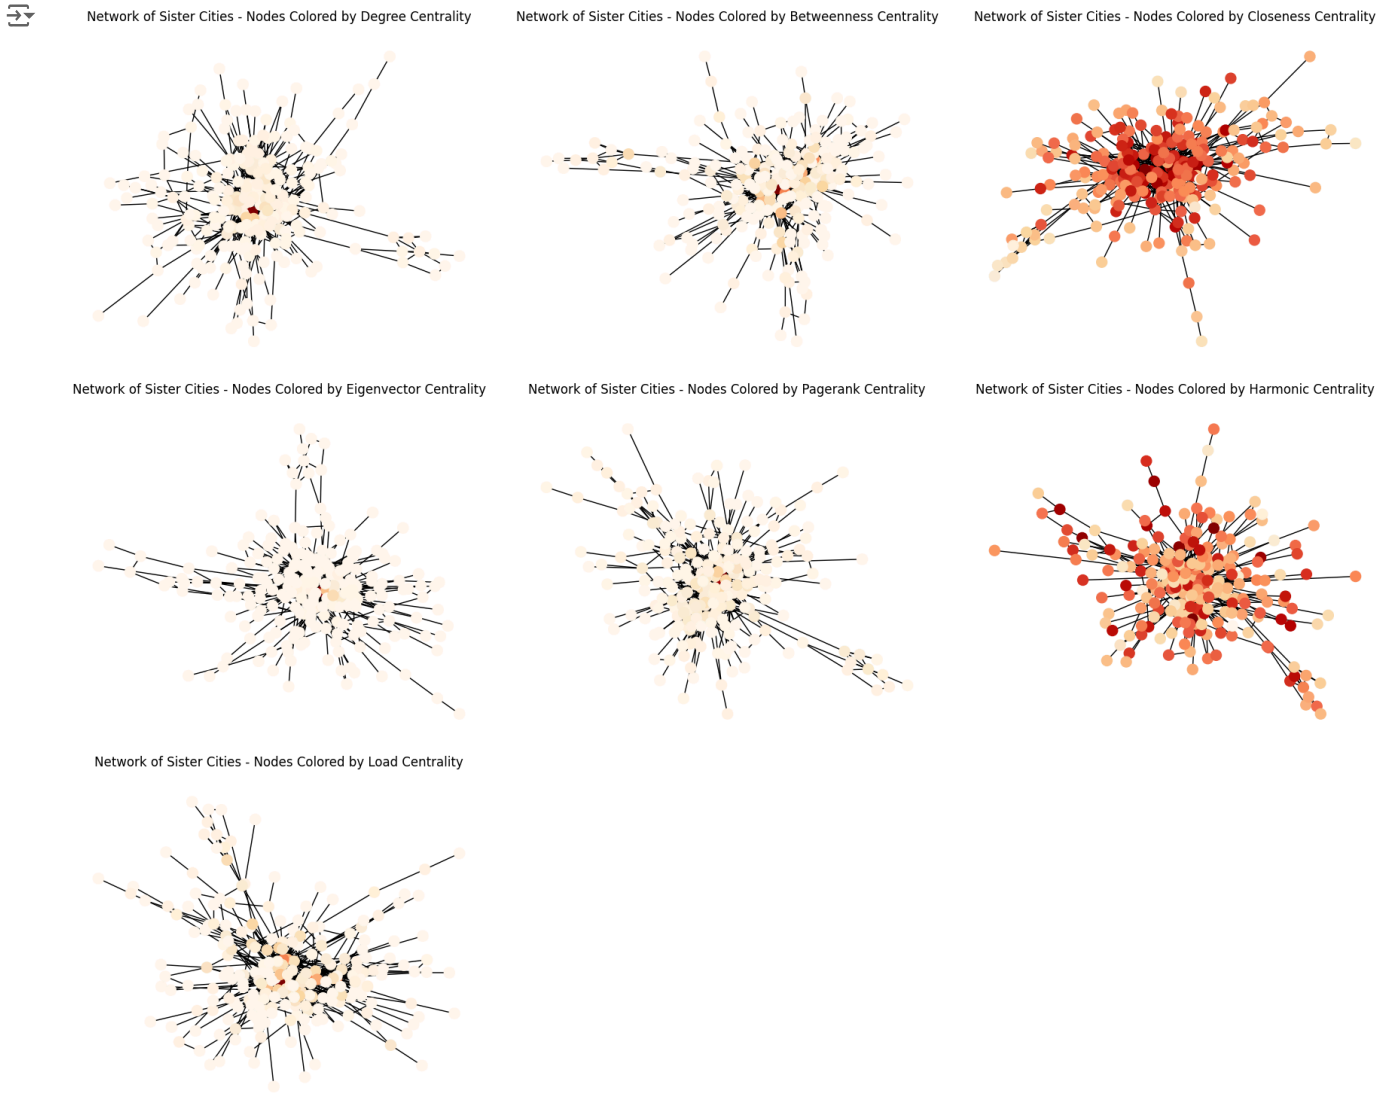 Network of Sister Cities - Nodes Colored by Degree Centrality
Network of Sister Cities - Nodes Colored by Betweenness Centrality
Network of Sister Cities - Nodes Colored by Closeness Centrality
Network of Sister Cities - Nodes Colored by Eigenvector Centrality
Network of Sister Cities - Nodes Colored by Pagerank Centrality
Network of Sister Cities - Nodes Colored by Harmonic Centrality
Network of Sister Cities - Nodes Colored by Load Centrality